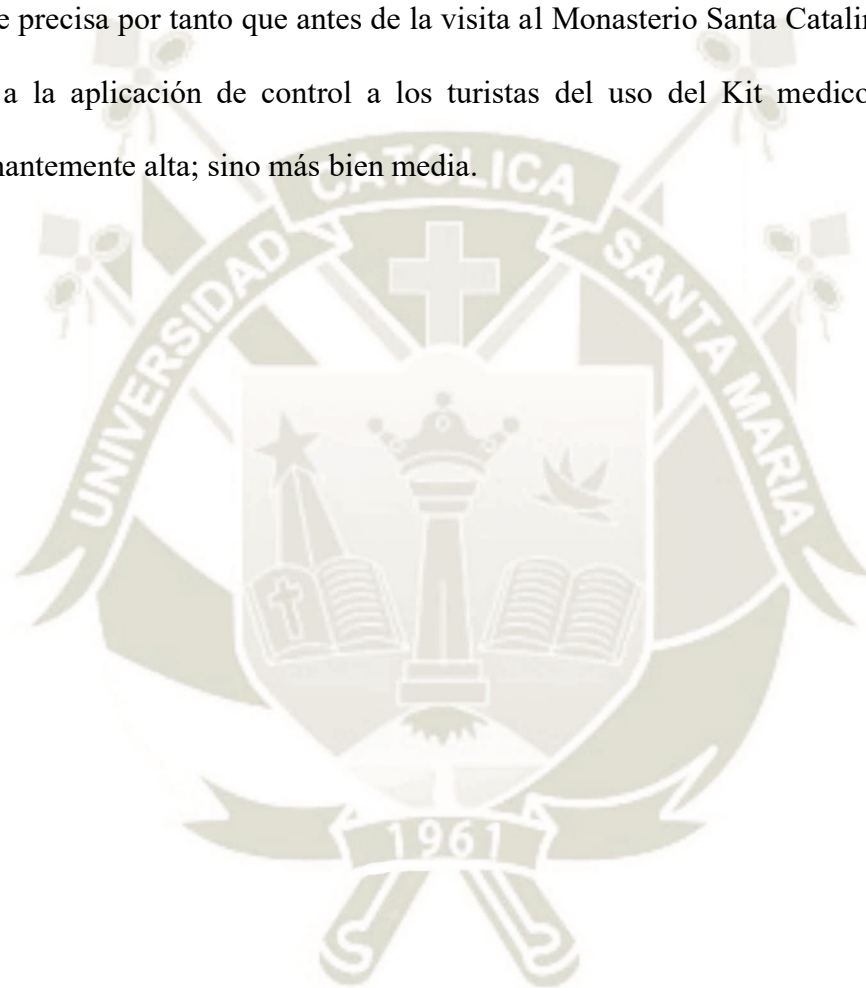 e precisa por tanto que antes de la visita al Monasterio Santa Catalin
a la aplicación de control a los turistas del uso del Kit medico
nantemente alta; sino más bien media.
CATOLICA
UNIVERSIDAD
SANTA MARIA
1961